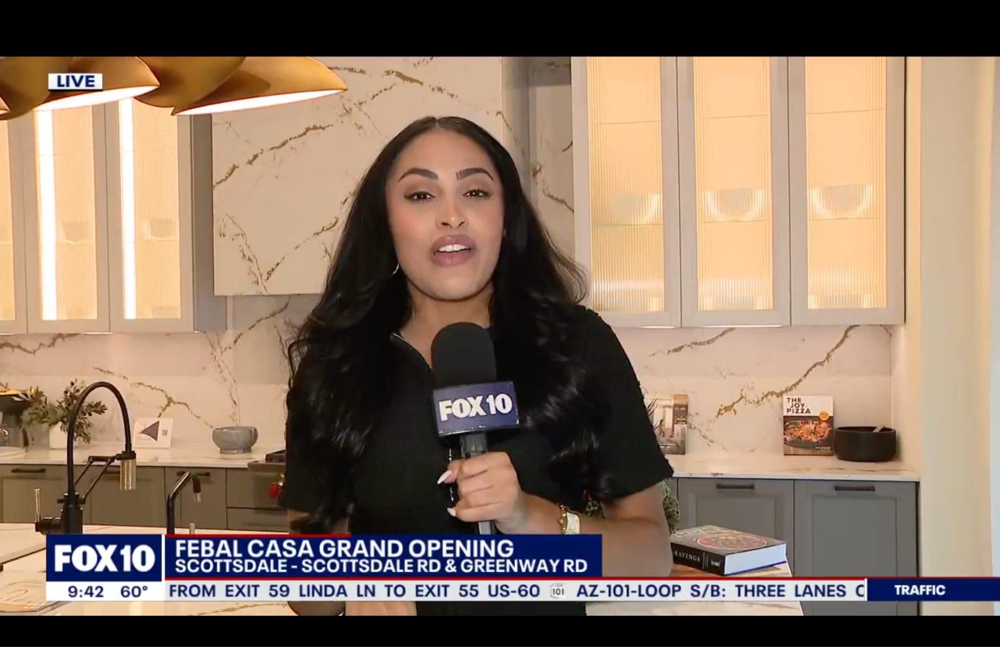 LIVE
THE
JOY
PIZZA
FOX10
RAVINGS
FOX10
FEBAL CASA GRAND OPENING
SCOTTSDALE - SCOTTSDALE RD & GREENWAY RD
9:42 60°
FROM EXIT 59 LINDA LN TO EXIT 55 US-60 101 AZ-101-LOOP S/B: THREE LANES
TRAFFIC